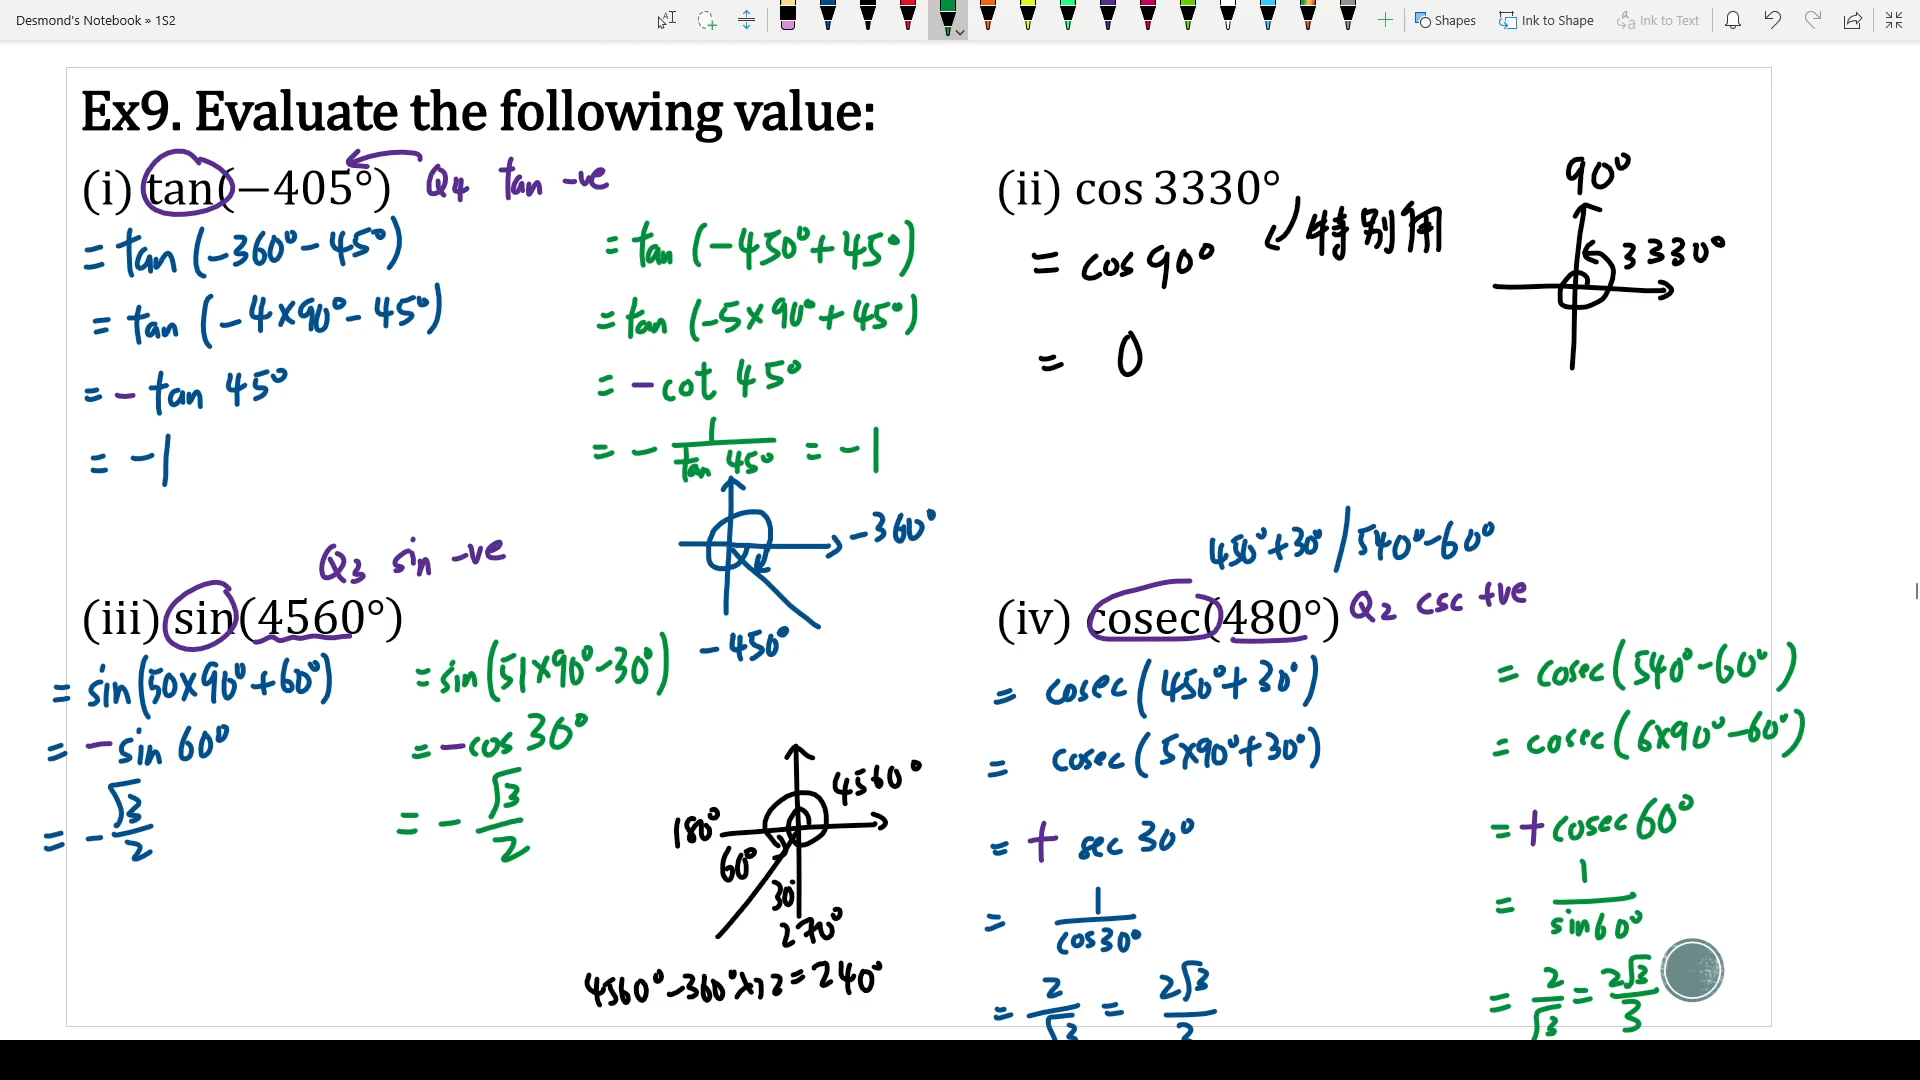 Desmond's Notebook » 1S2
Shapes Ink to Shape Ink to Text
Ex9. Evaluate the following value:
(i) tan(−405°) Q4 tan -ve
= tan (-360° - 45°)
= tan (-4×90° - 45°)
= - tan 45°
= -1
= tan (-450° + 45°)
= tan (-5×90° + 45°)
= -cot 45°
= - 1/tan 45° = -1
-360°
-450°
(ii) cos 3330°
特别角
= cos 90°
= 0
90°
3330°
(iii) sin(4560°)
Q3 sin -ve
= sin(50×90°+60°)
= -sin 60°
= - √3/2
= sin(51×90°-30°)
= -cos 30°
= - √3/2
4560°
180°
60°
30°
270°
4560°-360°×12=240°
450°+30° / 540°-60°
(iv) cosec(480°) Q2 csc +ve
= cosec(450°+30°)
= cosec(5×90°+30°)
= + sec 30°
= 1/cos30°
= 2/√3 = 2√3/3
= cosec(540°-60°)
= cosec(6×90°-60°)
= + cosec 60°
= 1/sin60°
= 2/√3 = 2√3/3